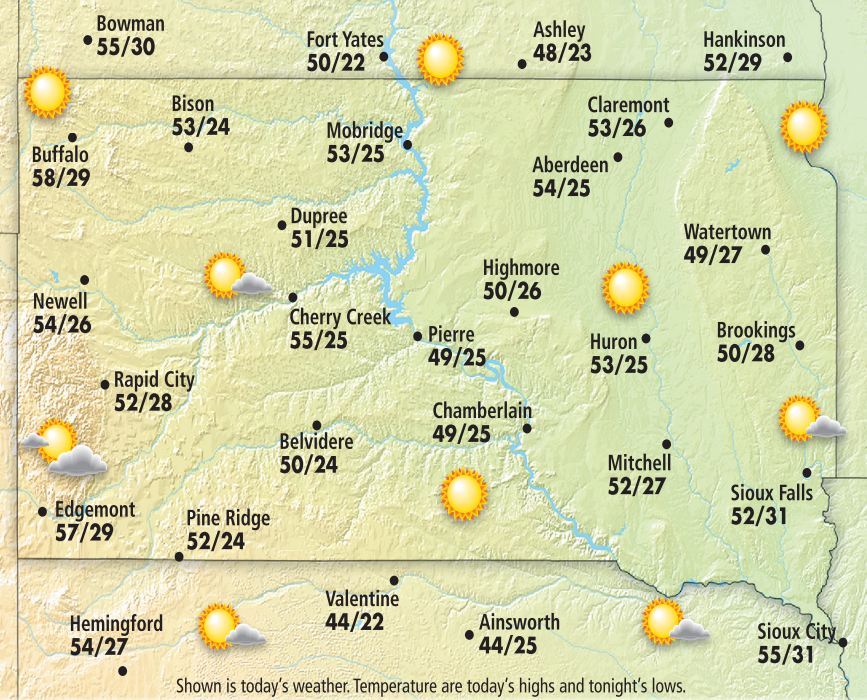 Bowman
55/30
Fort Yates
50/22
Ashley
48/23
Hankinson
52/29
Bison
53/24
Claremont
53/26
Mobridge
53/25
Buffalo
58/29
Aberdeen
54/25
Dupree
51/25
Watertown
49/27
Highmore
50/26
Newell
54/26
Cherry Creek
55/25
Pierre
49/25
Huron
53/25
Brookings
50/28
Rapid City
52/28
Chamberlain
49/25
Belvidere
50/24
Mitchell
52/27
Sioux Falls
52/31
Edgemont
57/29
Pine Ridge
52/24
Valentine
44/22
Hemingford
54/27
Ainsworth
44/25
Sioux City
55/31
Shown is today's weather. Temperature are today's highs and tonight's lows.